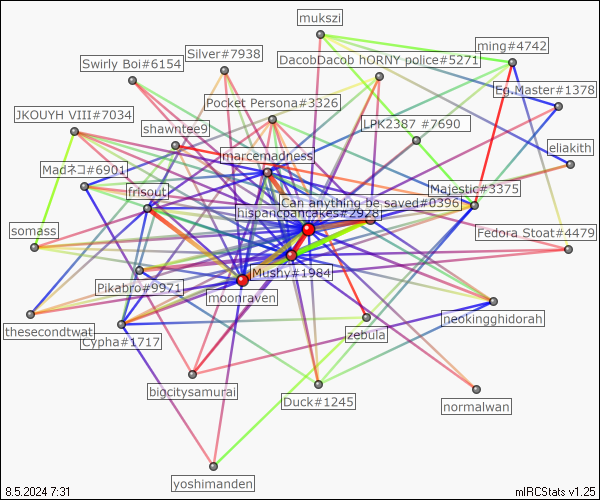 mukszi
ming#4742
Silver#7938
DacobDacob hORNY police#5271
Swirly Boi#6154
Eg.Master#1378
Pocket Persona#3326
JKOUYH VIII#7034
LPK2387 #7690
shawntee9
eliakith
marcemadness
Madネコ#6901
Majestic#3375
frisout
Can anything be saved#0396
hispancpancakes#2928
somass
Fedora Stoat#4479
Mushy#1984
Pikabro#9971
moonraven
neokingghidorah
thesecondtwat
zebula
Cypha#1717
bigcitysamurai
Duck#1245
normalwan
yoshimanden
8.5.2024 7:31
mIRCStats v1.25